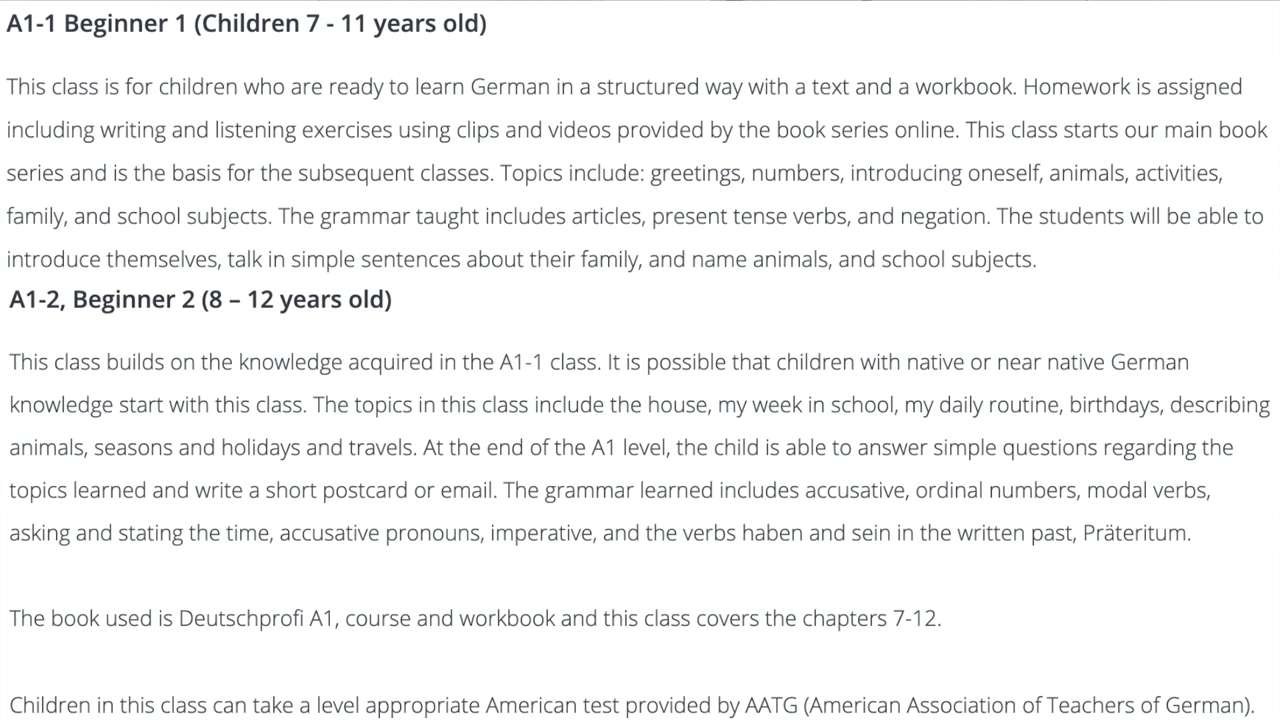 A1-1 Beginner 1 (Children 7 - 11 years old)
This class is for children who are ready to learn German in a structured way with a text and a workbook. Homework is assigned
including writing and listening exercises using clips and videos provided by the book series online. This class starts our main book
series and is the basis for the subsequent classes. Topics include: greetings, numbers, introducing oneself, animals, activities,
family, and school subjects. The grammar taught includes articles, present tense verbs, and negation. The students will be able to
introduce themselves, talk in simple sentences about their family, and name animals, and school subjects.
A1-2, Beginner 2 (8 – 12 years old)
This class builds on the knowledge acquired in the A1-1 class. It is possible that children with native or near native German
knowledge start with this class. The topics in this class include the house, my week in school, my daily routine, birthdays, describing
animals, seasons and holidays and travels. At the end of the A1 level, the child is able to answer simple questions regarding the
topics learned and write a short postcard or email. The grammar learned includes accusative, ordinal numbers, modal verbs,
asking and stating the time, accusative pronouns, imperative, and the verbs haben and sein in the written past, Präteritum.
The book used is Deutschprofi A1, course and workbook and this class covers the chapters 7-12.
Children in this class can take a level appropriate American test provided by AATG (American Association of Teachers of German).